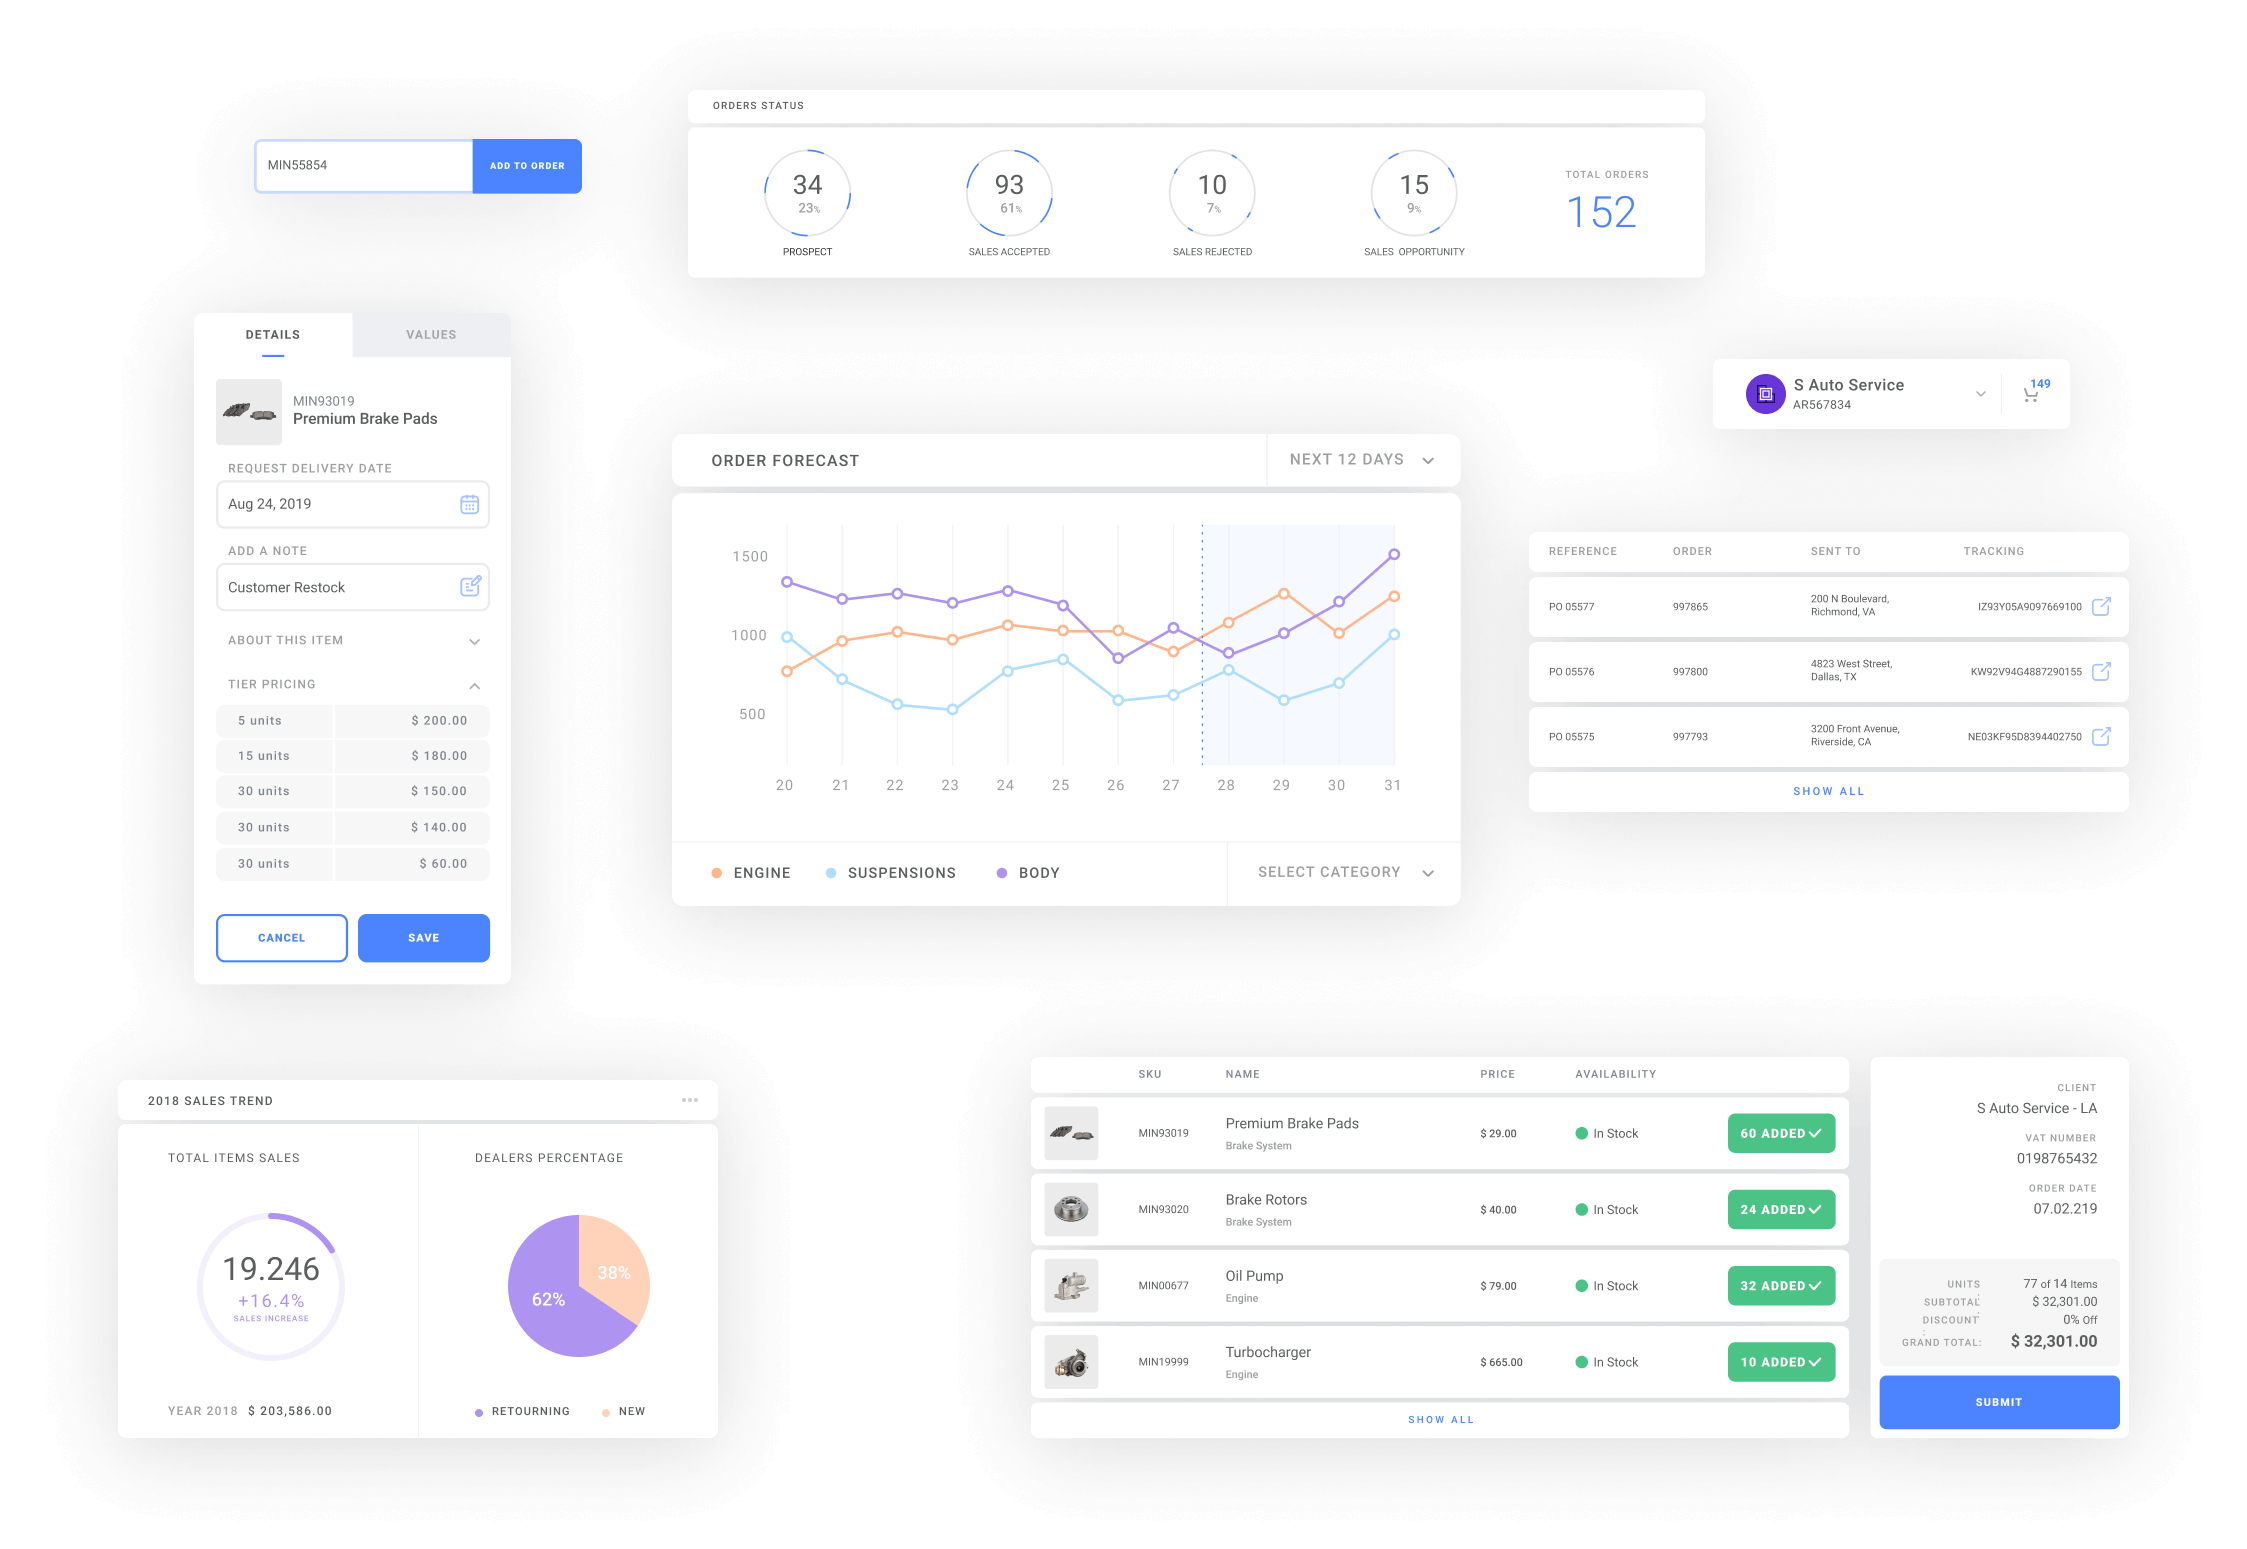 ORDERS STATUS
MIN55854
ADD TO ORDER
34
23%
PROSPECT
93
61%
SALES ACCEPTED
10
7%
SALES REJECTED
15
9%
SALES OPPORTUNITY
TOTAL ORDERS
152
DETAILS
VALUES
MIN93019
Premium Brake Pads
REQUEST DELIVERY DATE
Aug 24, 2019
ADD A NOTE
Customer Restock
ABOUT THIS ITEM
TIER PRICING
5 units $ 200.00
15 units $ 180.00
30 units $ 150.00
30 units $ 140.00
30 units $ 60.00
CANCEL
SAVE
S Auto Service
AR567834
149
ORDER FORECAST
NEXT 12 DAYS
1500
1000
500
20 21 22 23 24 25 26 27 28 29 30 31
ENGINE SUSPENSIONS BODY
SELECT CATEGORY
REFERENCE ORDER SENT TO TRACKING
PO 05577 997865 200 N Boulevard, Richmond, VA IZ93Y05A9097669100
PO 05576 997800 4823 West Street, Dallas, TX KW92V94G4887290155
PO 05575 997793 3200 Front Avenue, Riverside, CA NE03KF95D8394402750
SHOW ALL
2018 SALES TREND
TOTAL ITEMS SALES
19.246
+16.4%
SALES INCREASE
YEAR 2018 $ 203,586.00
DEALERS PERCENTAGE
38%
62%
RETOURNING NEW
SKU NAME PRICE AVAILABILITY
MIN93019 Premium Brake Pads $ 29.00 In Stock 60 ADDED
Brake System
MIN93020 Brake Rotors $ 40.00 In Stock 24 ADDED
Brake System
MIN00677 Oil Pump $ 79.00 In Stock 32 ADDED
Engine
MIN19999 Turbocharger $ 665.00 In Stock 10 ADDED
Engine
SHOW ALL
CLIENT
S Auto Service - LA
VAT NUMBER
0198765432
ORDER DATE
07.02.219
UNITS: 77 of 14 Items
SUBTOTAL: $ 32,301.00
DISCOUNT: 0% Off
GRAND TOTAL: $ 32,301.00
SUBMIT